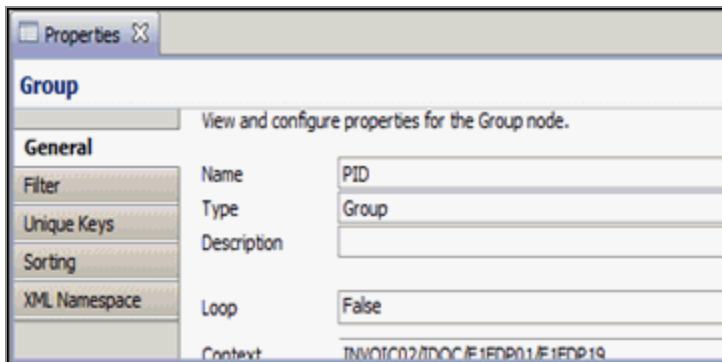 Properties
Group
View and configure properties for the Group node.
General
Name PID
Filter
Type Group
Unique Keys
Description
Sorting
XML Namespace
Loop False
Context INVOIC02/IDOC/E1EDP01/E1EDP19